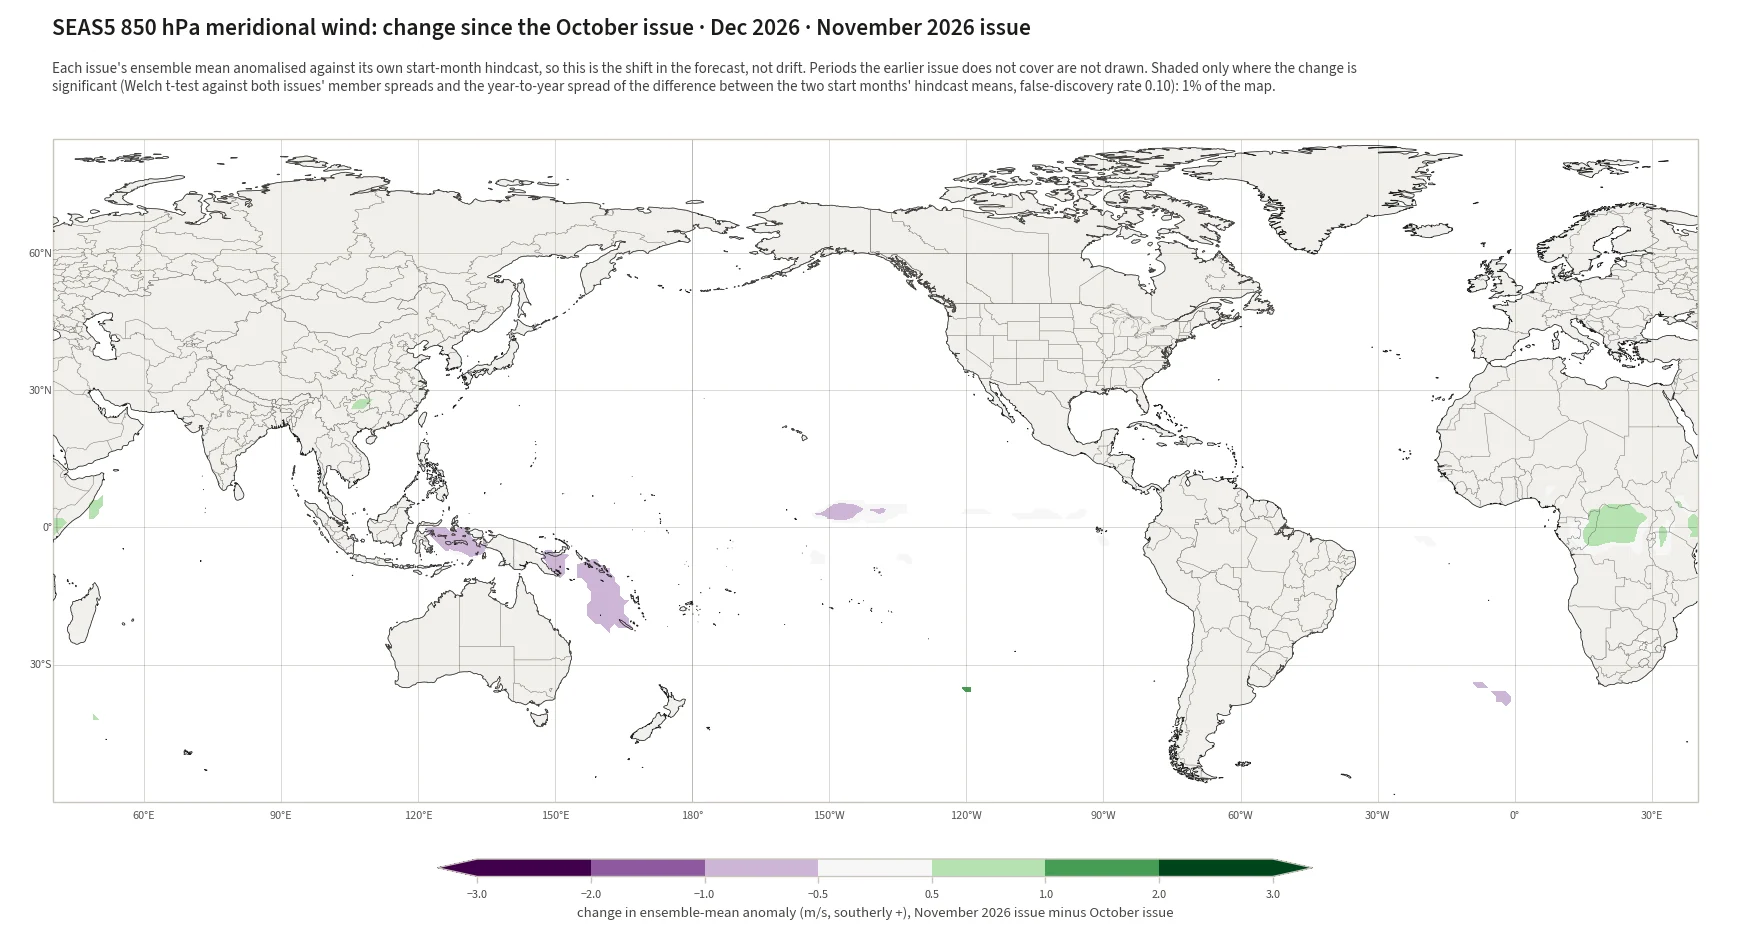 SEAS5 850 hPa meridional wind: change since the October issue · Dec 2026 · November 2026 issue
Each issue's ensemble mean anomalised against its own start-month hindcast, so this is the shift in the forecast, not drift. Periods the earlier issue does not cover are not drawn. Shaded only where the change is
significant (Welch t-test against both issues' member spreads and the year-to-year spread of the difference between the two start months' hindcast means, false-discovery rate 0.10): 1% of the map.
60°N
30°N
0°
30°S
60°E 90°E 120°E 150°E 180° 150°W 120°W 90°W 60°W 30°W 0° 30°E
−3.0 −2.0 −1.0 −0.5 0.5 1.0 2.0 3.0
change in ensemble-mean anomaly (m/s, southerly +), November 2026 issue minus October issue